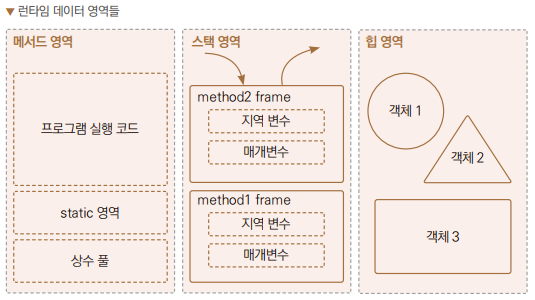 ▼ 런타임 데이터 영역들
메서드 영역
프로그램 실행 코드
static 영역
상수 풀
스택 영역
method2 frame
지역 변수
매개변수
method1 frame
지역 변수
매개변수
힙 영역
객체 1
객체 2
객체 3